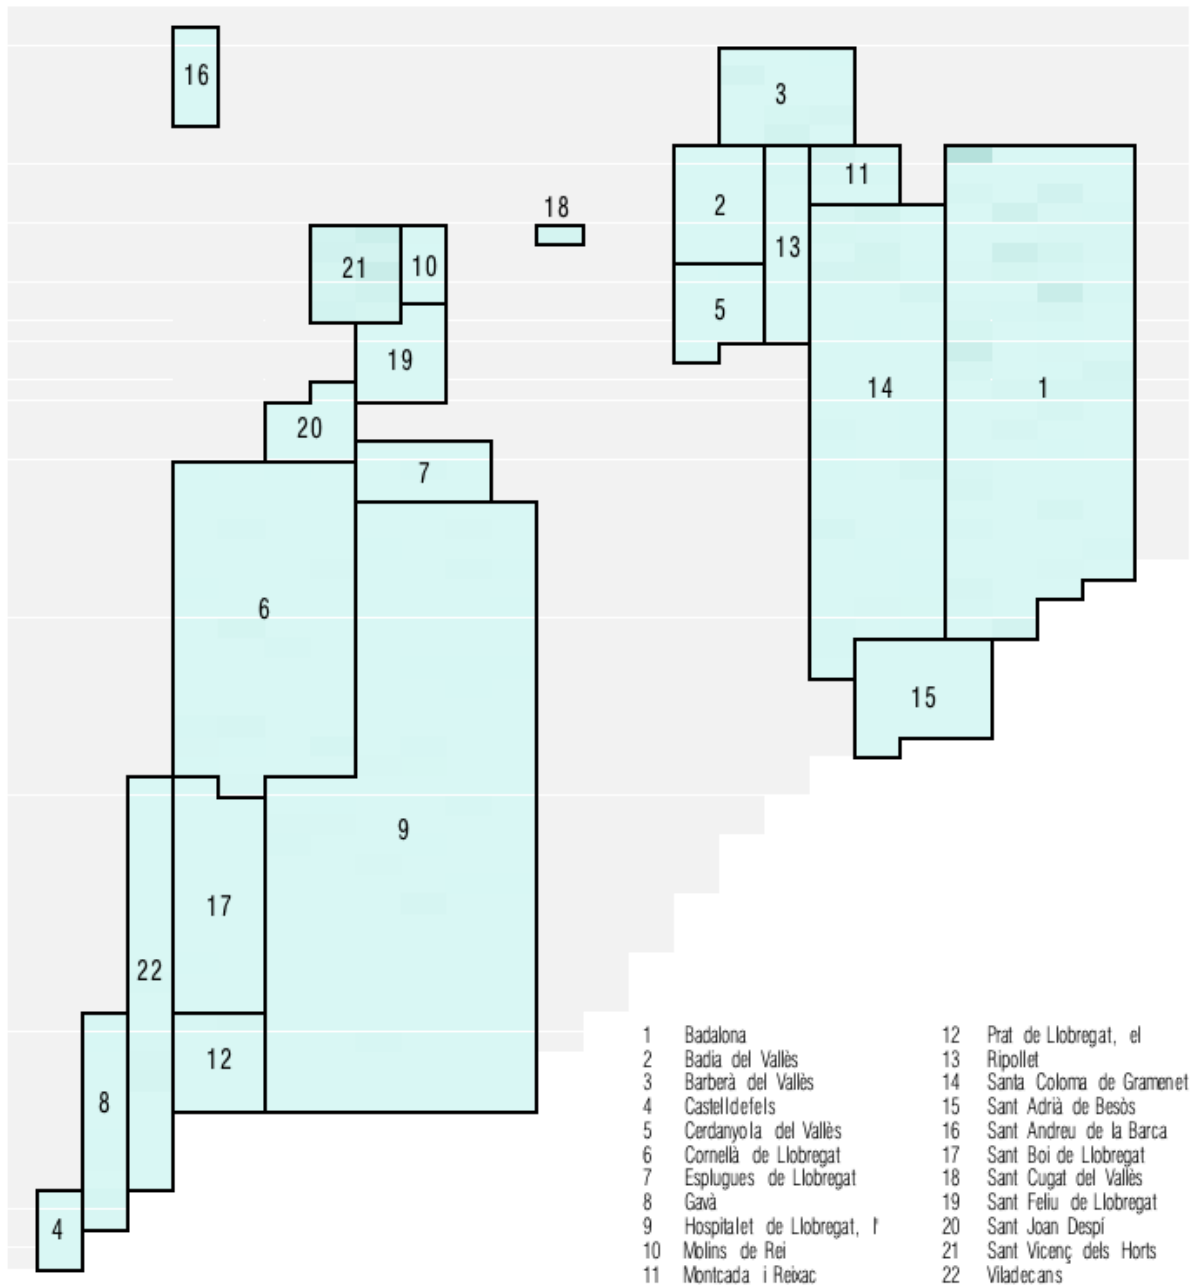 16
3
11
2
18
13
21
10
5
19
14
1
20
7
6
15
9
17
22
12
8
4
1 Badalona
2 Badia del Vallès
3 Barberà del Vallès
4 Castelldefels
5 Cerdanyola del Vallès
6 Cornellà de Llobregat
7 Esplugues de Llobregat
8 Gavà
9 Hospitalet de Llobregat, l'
10 Molins de Rei
11 Montcada i Reixac
12 Prat de Llobregat, el
13 Ripollet
14 Santa Coloma de Gramenet
15 Sant Adrià de Besòs
16 Sant Andreu de la Barca
17 Sant Boi de Llobregat
18 Sant Cugat del Vallès
19 Sant Feliu de Llobregat
20 Sant Joan Despí
21 Sant Vicenç dels Horts
22 Viladecans